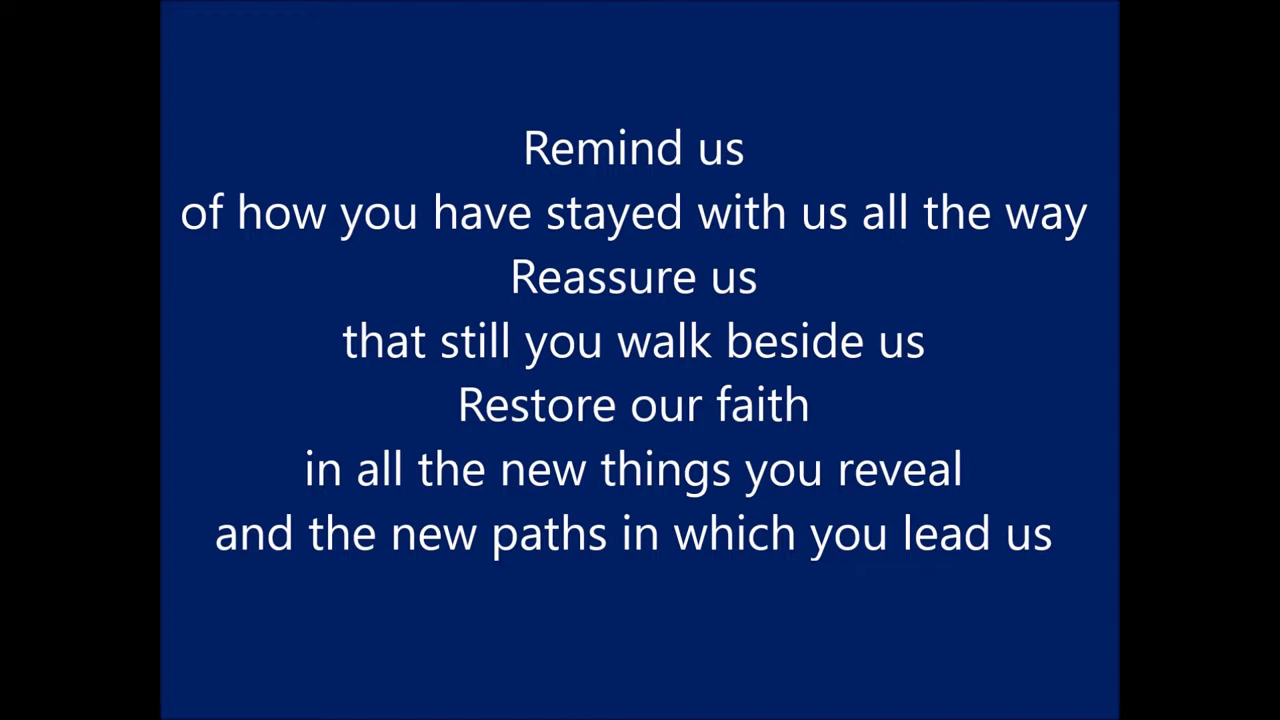 Remind us
of how you have stayed with us all the way
Reassure us
that still you walk beside us
Restore our faith
in all the new things you reveal
and the new paths in which you lead us